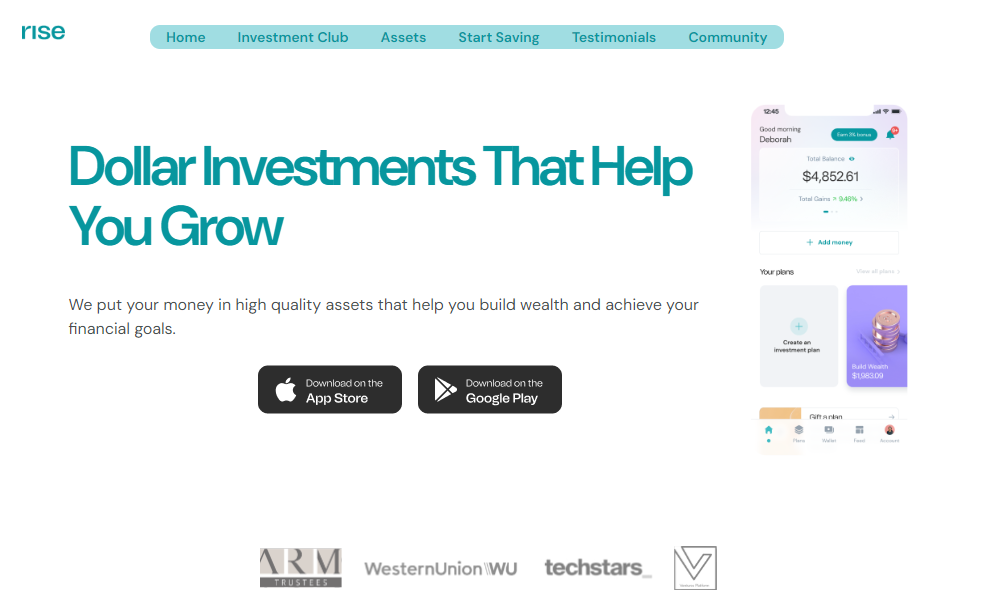 rise
Home Investment Club Assets Start Saving Testimonials Community
Dollar Investments That Help
You Grow
We put your money in high quality assets that help you build wealth and achieve your
financial goals.
Download on the
App Store
Download on the
Google Play
12:45
Good morning
Deborah
Earn 3% bonus
9+
Total Balance
$4,852.61
Total Gains
9.46%
Add money
Your plans
View all plans
Create an
investment plan
Build Wealth
$1,983.09
Gift a plan
Home
Plans
Wallet
Feed
Account
ARM
TRUSTEES
WesternUnion\\WU
techstars_